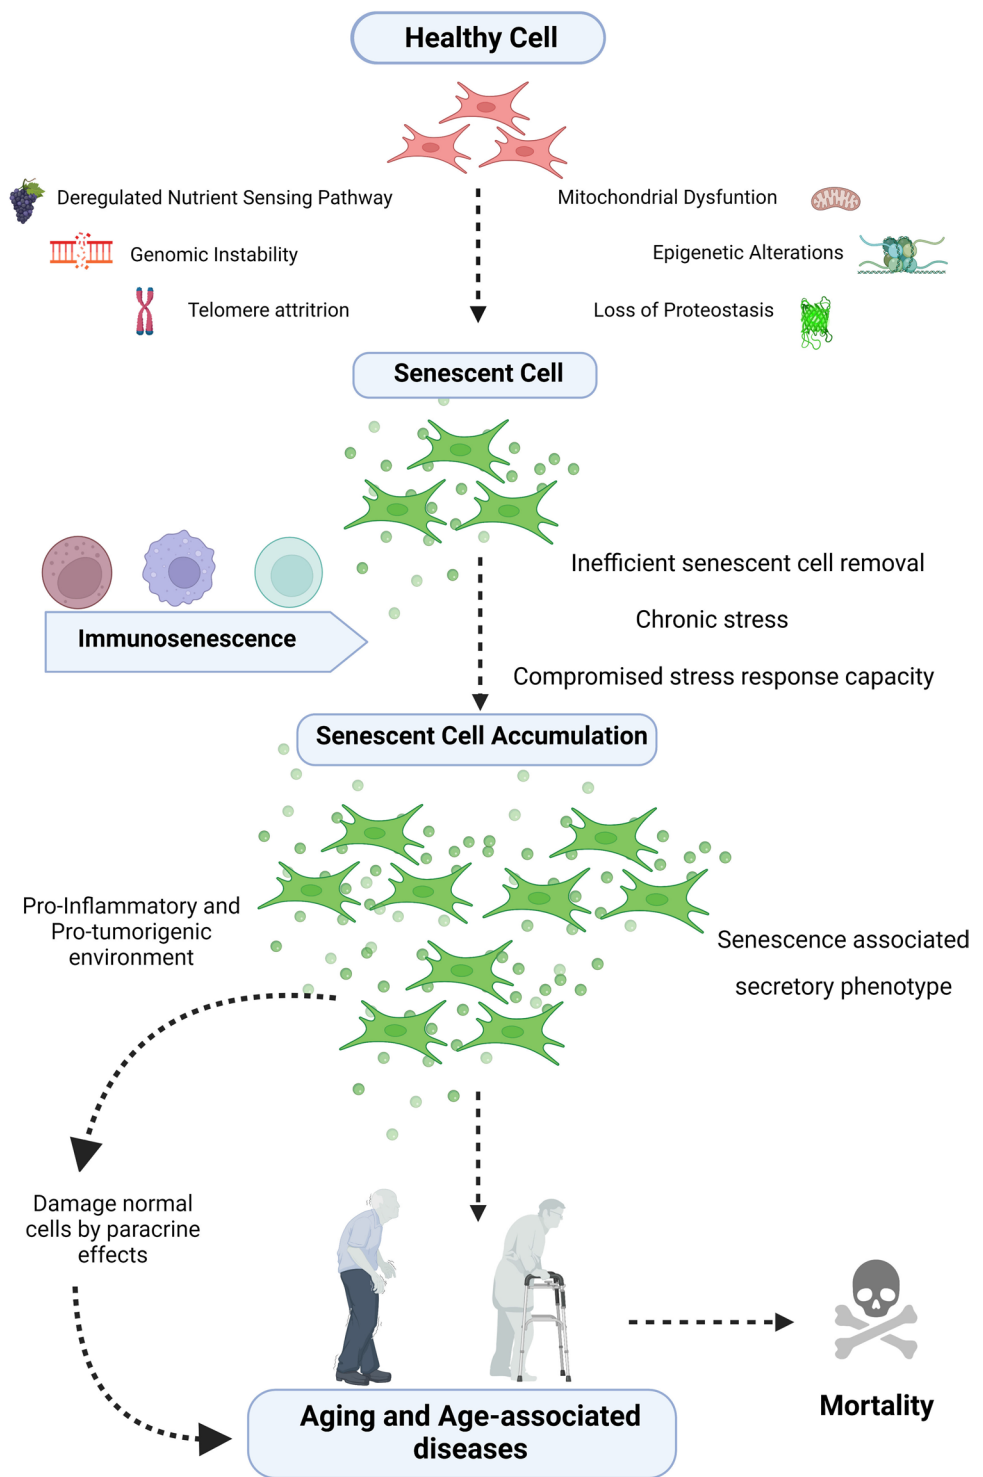 Healthy Cell
Deregulated Nutrient Sensing Pathway
Mitochondrial Dysfuntion
Genomic Instability
Epigenetic Alterations
Telomere attritrion
Loss of Proteostasis
Senescent Cell
Inefficient senescent cell removal
Chronic stress
Immunosenescence
Compromised stress response capacity
Senescent Cell Accumulation
Pro-Inflammatory and
Pro-tumorigenic
environment
Senescence associated
secretory phenotype
Damage normal
cells by paracrine
effects
Mortality
Aging and Age-associated
diseases